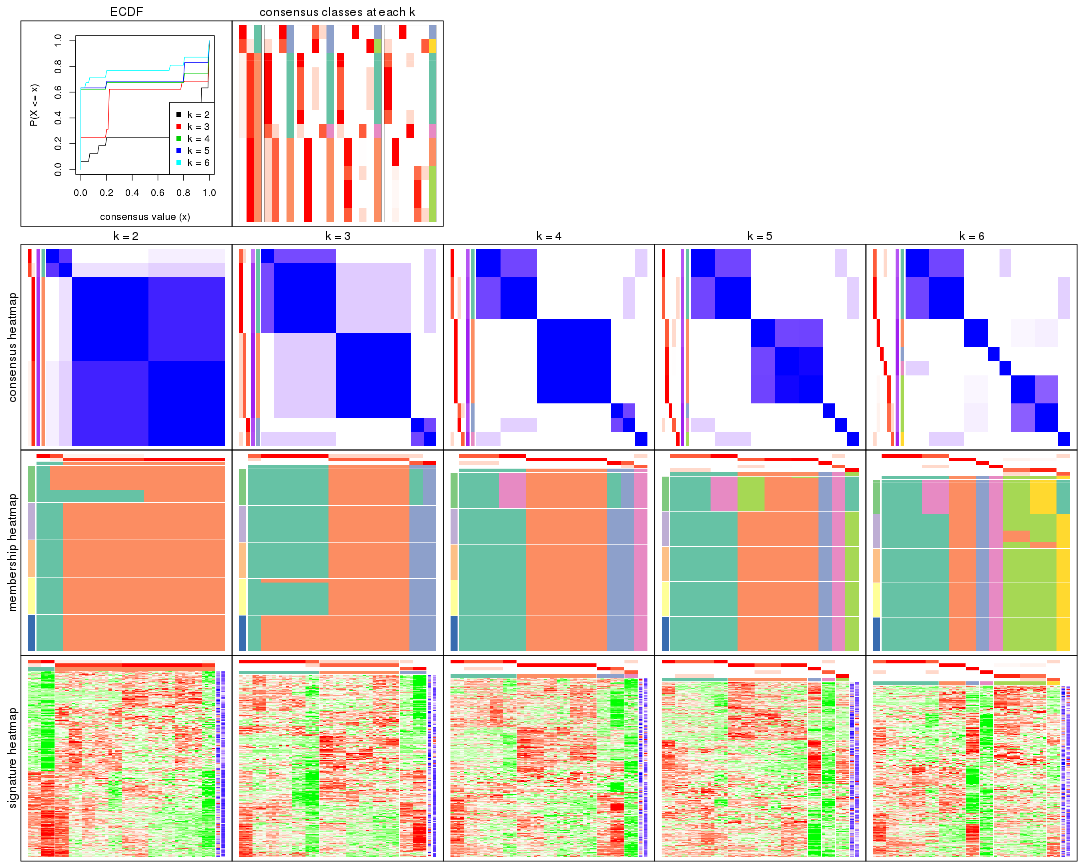 ECDF
consensus classes at each k
P(X <= x)
0.0 0.2 0.4 0.6 0.8 1.0
k = 2
k = 3
k = 4
k = 5
k = 6
0.0 0.2 0.4 0.6 0.8 1.0
consensus value (x)
k = 2 k = 3 k = 4 k = 5 k = 6
consensus heatmap
membership heatmap
signature heatmap